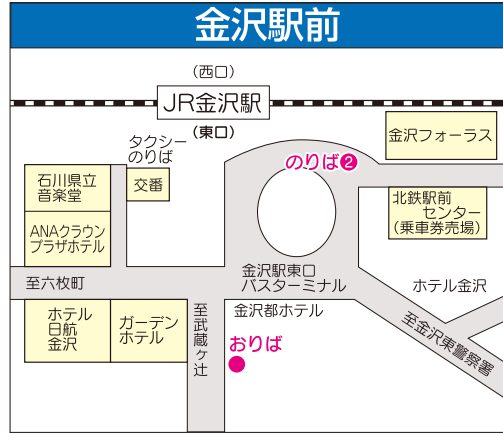 金沢駅前
（西口）
JR金沢駅
（東口）
タクシー
のりば
金沢フォーラス
のりば❷
石川県立
音楽堂
交番
北鉄駅前
センター
（乗車券売場）
ANAクラウン
プラザホテル
金沢駅東口
バスターミナル
至六枚町
ホテル金沢
ホテル
日航
金沢
ガーデン
ホテル
至武蔵ヶ辻
金沢都ホテル
至金沢東警察署
おりば